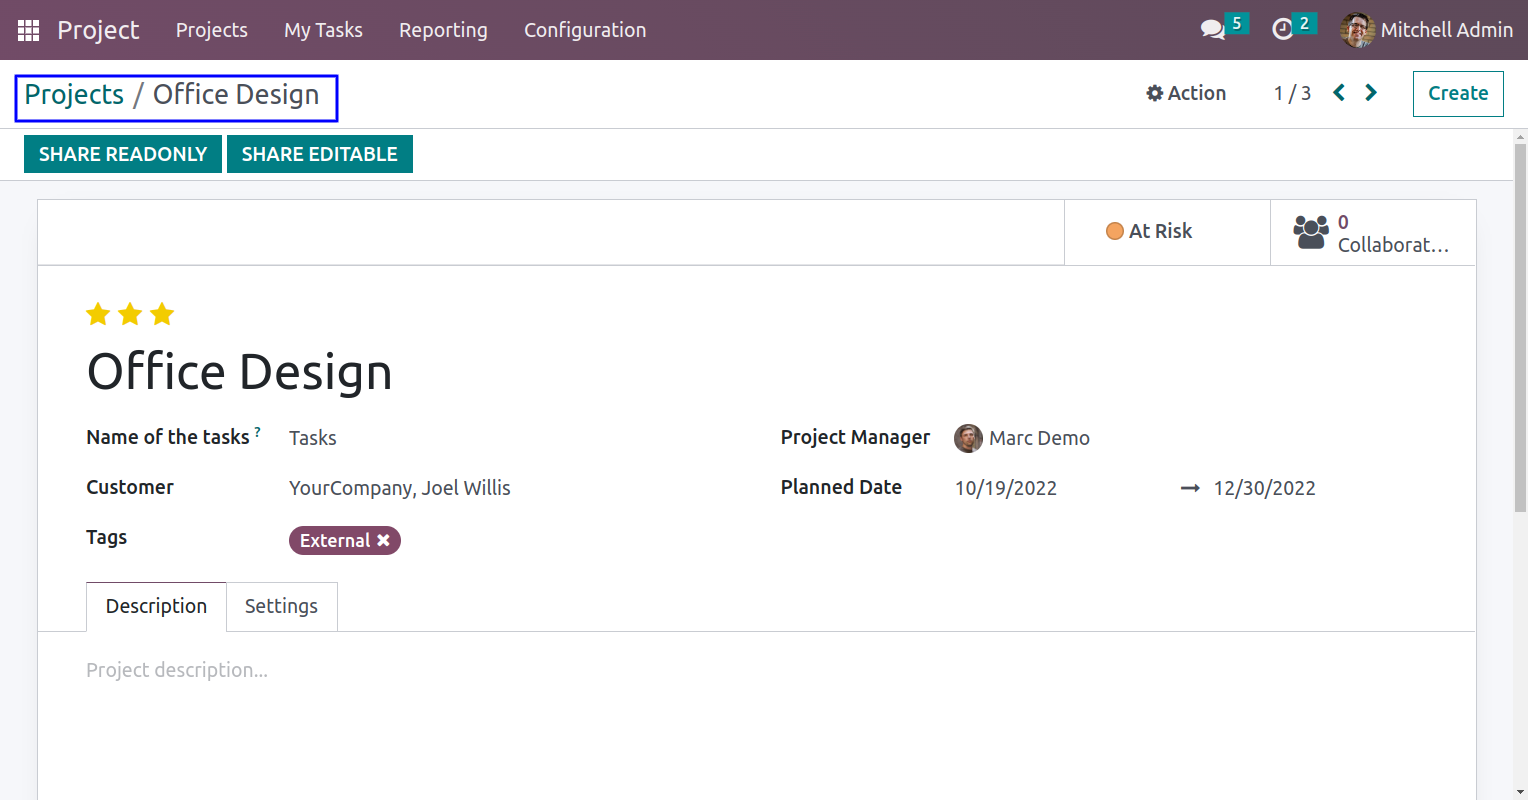 Project Projects My Tasks Reporting Configuration 5 2 Mitchell Admin
Projects / Office Design Action 1 / 3 Create
SHARE READONLY SHARE EDITABLE
At Risk 0 Collaborat...
Office Design
Name of the tasks ? Tasks Project Manager Marc Demo
Customer YourCompany, Joel Willis Planned Date 10/19/2022 → 12/30/2022
Tags External ✖
Description Settings
Project description...